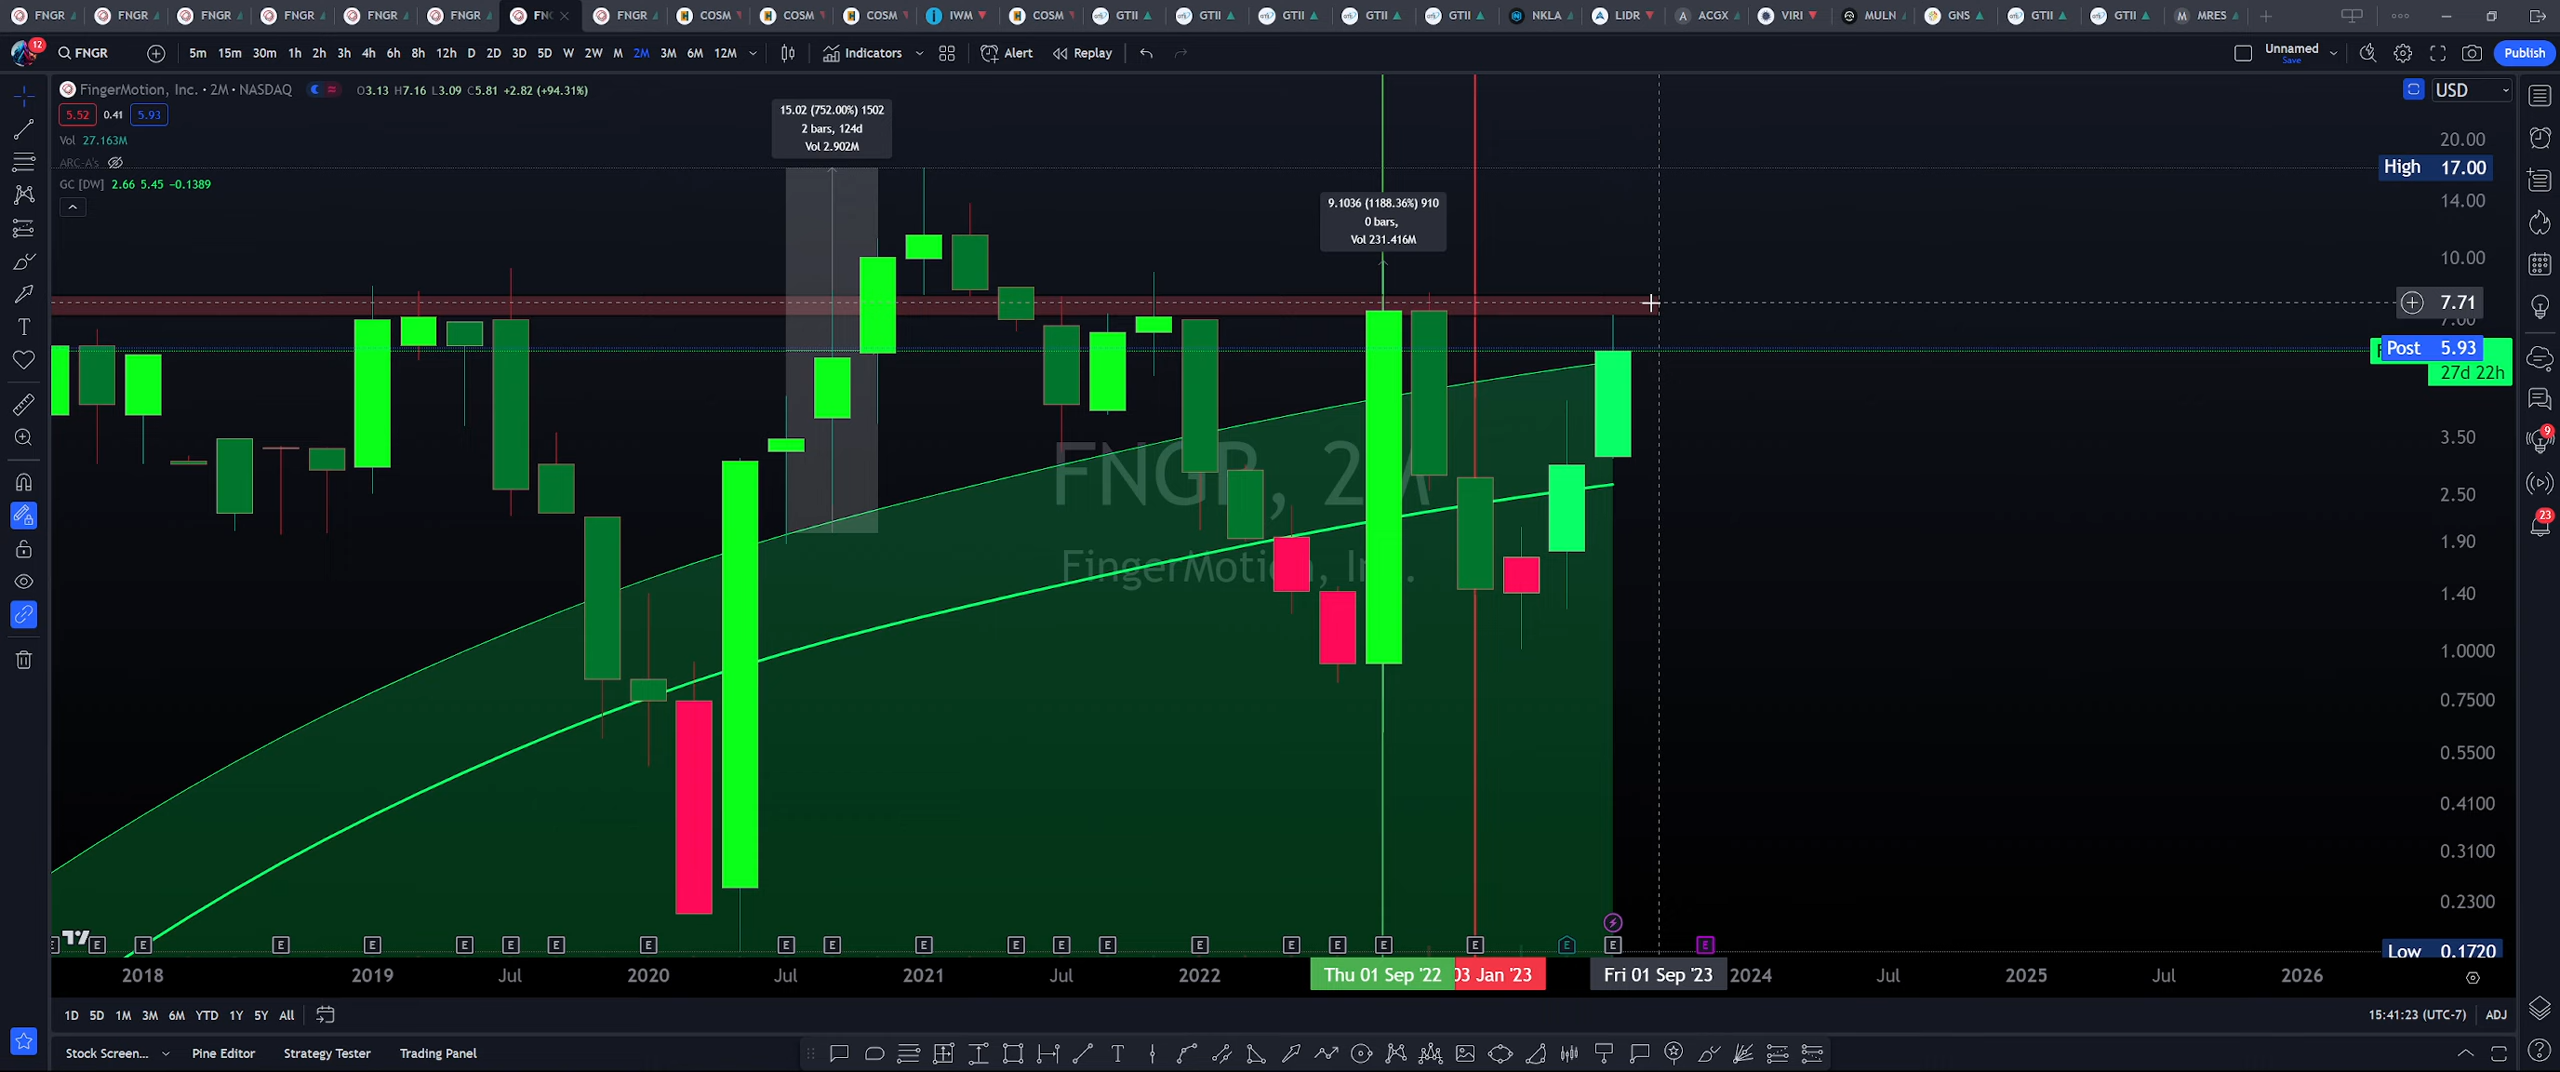 FNGR FNGR FNGR FNGR FNGR FNGR FNG FNGR COSM COSM COSM IWM COSM GTII GTII GTII GTII GTII NKLA LIDR ACGX VIRI MULN GNS GTII GTII MRES
12 FNGR 5m 15m 30m 1h 2h 3h 4h 6h 8h 12h D 2D 3D 5D W 2W M 2M 3M 6M 12M Indicators Alert Replay Unnamed Save Publish
FingerMotion, Inc. · 2M · NASDAQ O3.13 H7.16 L3.09 C5.81 +2.82 (+94.31%)
USD
5.52 0.41 5.93
Vol 27.163M
ARC-A's
GC [DW] 2.66 5.45 −0.1389
15.02 (752.00%) 1502
2 bars, 124d
Vol 2.902M
9.1036 (1188.36%) 910
0 bars,
Vol 231.416M
FNGR, 2M
FingerMotion, Inc.
20.00
High 17.00
14.00
10.00
7.71
7.00
Post 5.93
27d 22h
3.50
2.50
1.90
1.40
1.0000
0.7500
0.5500
0.4100
0.3100
0.2300
Low 0.1720
9
23
E E E E E E E E E E E E E E E E E E E E E E E
2018 2019 Jul 2020 Jul 2021 Jul 2022 Thu 01 Sep '22 03 Jan '23 Fri 01 Sep '23 2024 Jul 2025 Jul 2026
1D 5D 1M 3M 6M YTD 1Y 5Y All 15:41:23 (UTC-7) ADJ
Stock Screen... Pine Editor Strategy Tester Trading Panel